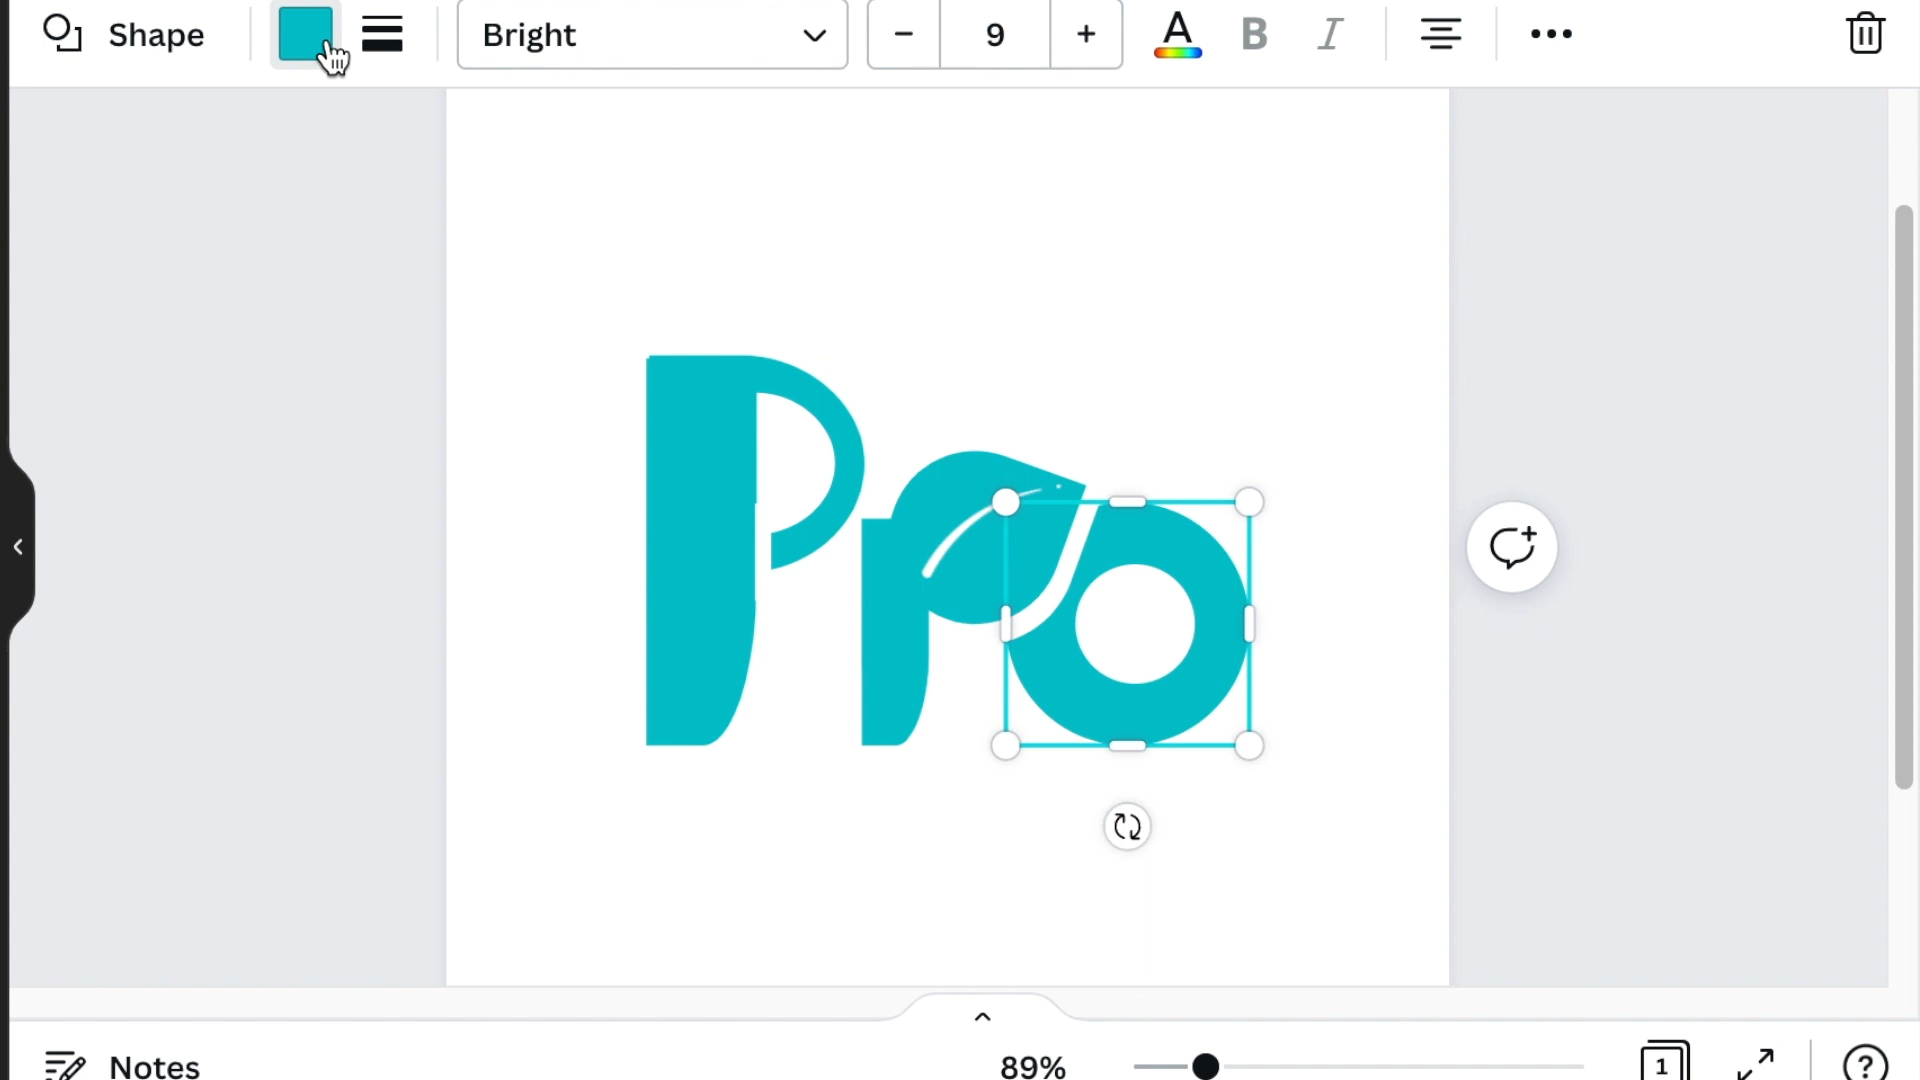 Shape
Bright
− 9 + A B I
Pro
Notes
89%
1
?